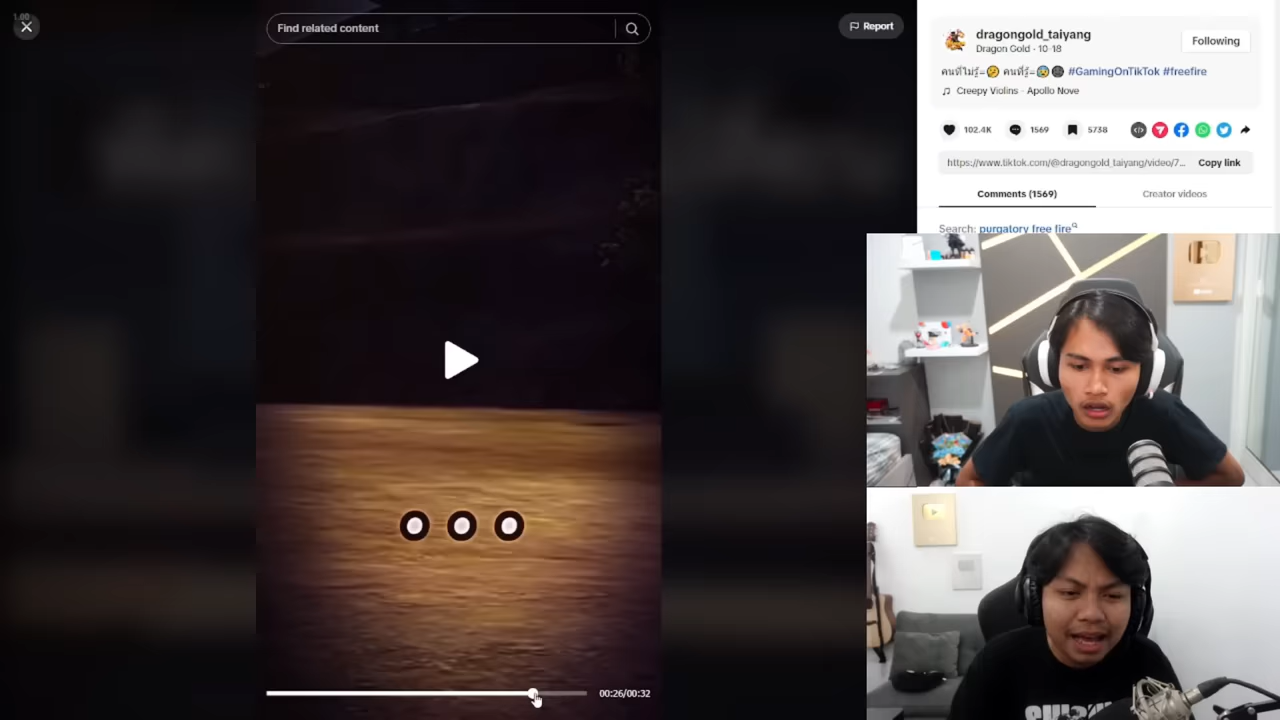 1.00
Find related content
Report
dragongold_taiyang
Dragon Gold · 10-18
Following
คนที่ไม่รู้=🤔 คนที่รู้=😰💀 #GamingOnTikTok #freefire
Creepy Violins · Apollo Nove
102.4K
1569
5738
https://www.tiktok.com/@dragongold_taiyang/video/7...
Copy link
Comments (1569)
Creator videos
Search: purgatory free fire
00:26/00:32